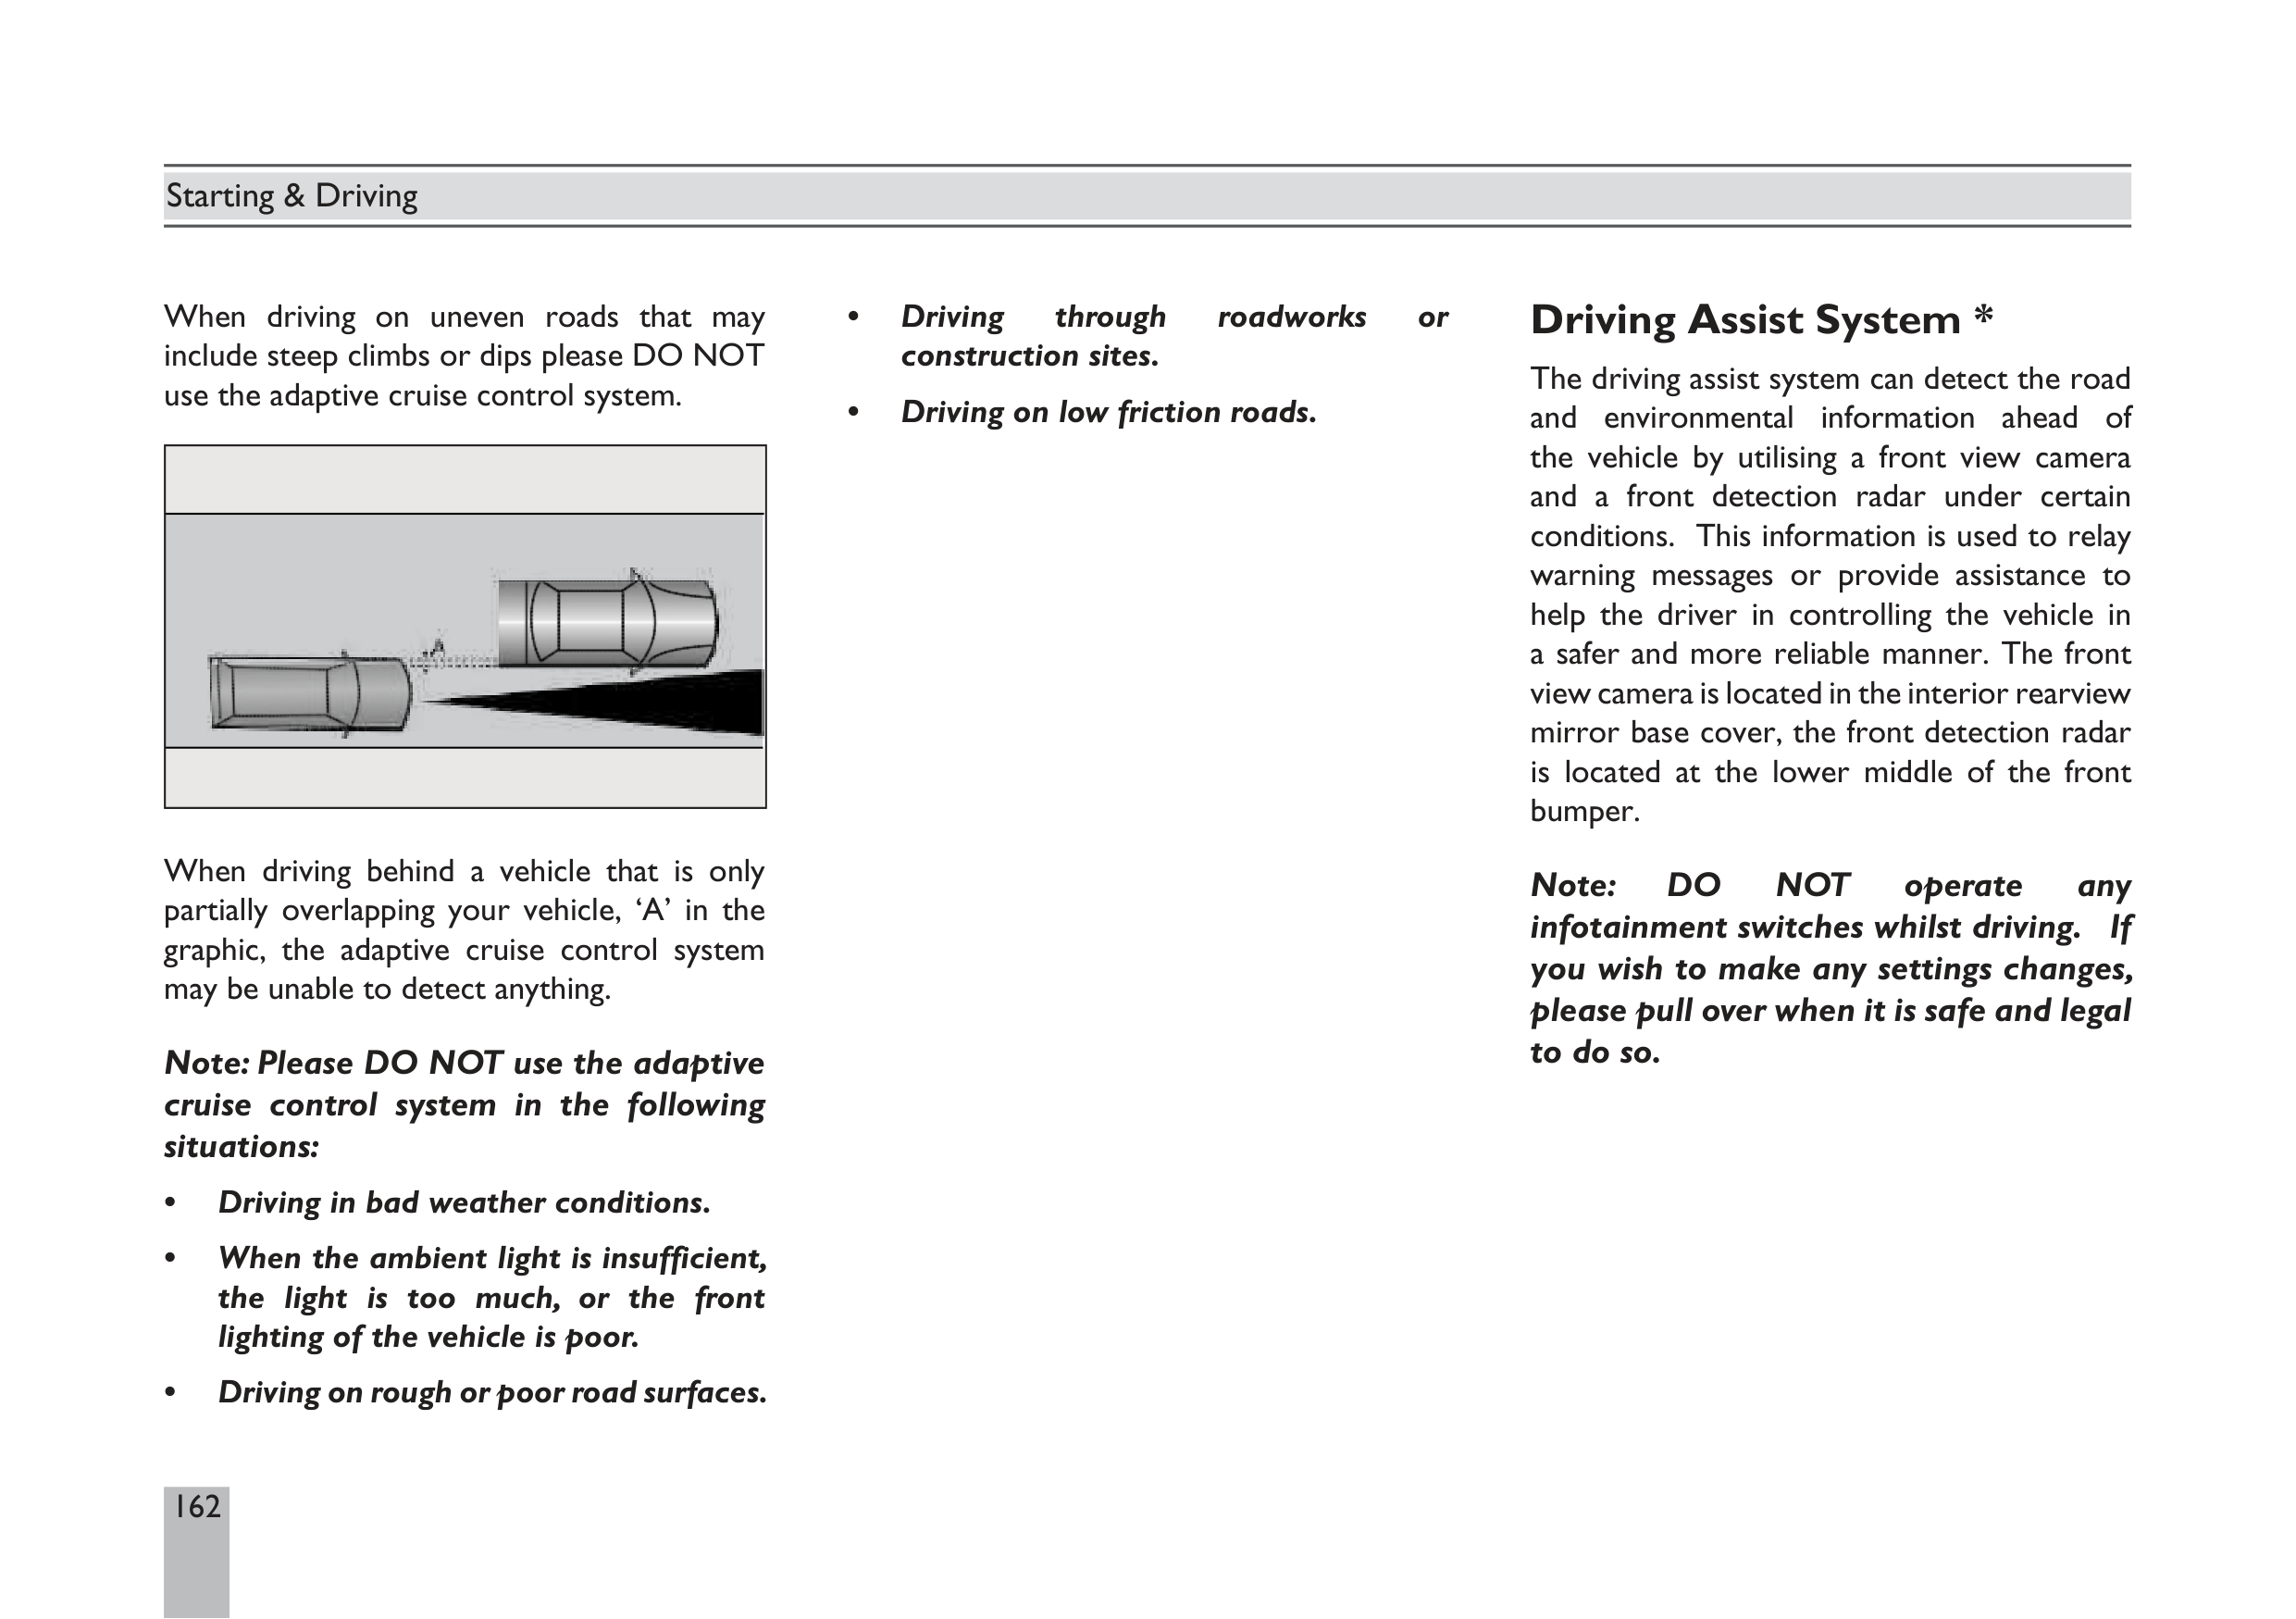 Starting & Driving
When driving on uneven roads that may
include steep climbs or dips please DO NOT
use the adaptive cruise control system.
A
When driving behind a vehicle that is only
partially overlapping your vehicle, ‘A’ in the
graphic, the adaptive cruise control system
may be unable to detect anything.
Note: Please DO NOT use the adaptive
cruise control system in the following
situations:
• Driving in bad weather conditions.
• When the ambient light is insufficient,
the light is too much, or the front
lighting of the vehicle is poor.
• Driving on rough or poor road surfaces.
• Driving through roadworks or
construction sites.
• Driving on low friction roads.
Driving Assist System *
The driving assist system can detect the road
and environmental information ahead of
the vehicle by utilising a front view camera
and a front detection radar under certain
conditions.  This information is used to relay
warning messages or provide assistance to
help the driver in controlling the vehicle in
a safer and more reliable manner. The front
view camera is located in the interior rearview
mirror base cover, the front detection radar
is located at the lower middle of the front
bumper.
Note: DO NOT operate any
infotainment switches whilst driving.  If
you wish to make any settings changes,
please pull over when it is safe and legal
to do so.
162